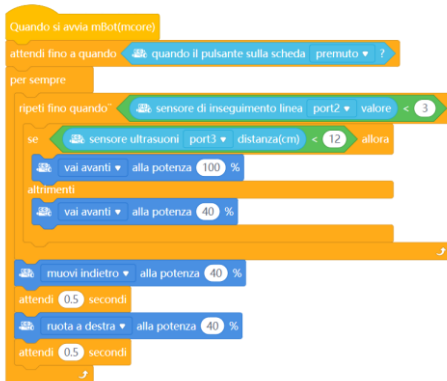 Quando si avvia mBot(mcore)
attendi fino a quando quando il pulsante sulla scheda premuto ?
per sempre
ripeti fino quando¨ sensore di inseguimento linea port2 valore < 3
se sensore ultrasuoni port3 distanza(cm) < 12 allora
vai avanti alla potenza 100 %
altrimenti
vai avanti alla potenza 40 %
muovi indietro alla potenza 40 %
attendi 0.5 secondi
ruota a destra alla potenza 40 %
attendi 0.5 secondi